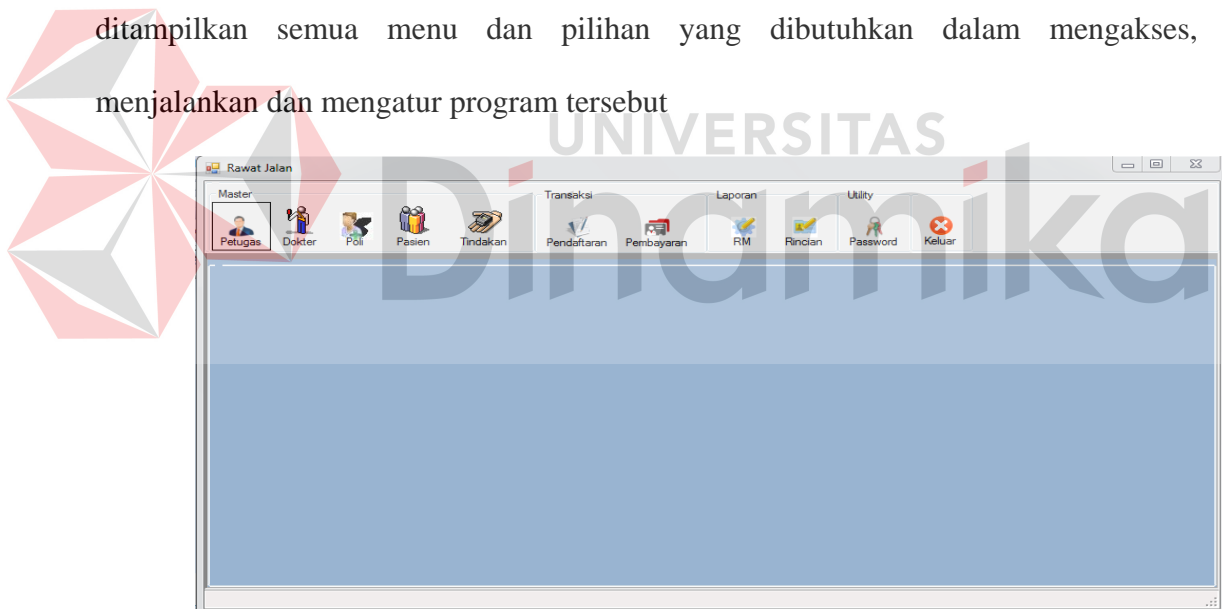 ditampilkan semua menu dan pilihan yang dibutuhkan dalam mengakses,
menjalankan dan mengatur program tersebut
UNIVERSITAS
Dinamika
Rawat Jalan
Master Transaksi Laporan Utility
Petugas Dokter Poli Pasien Tindakan Pendaftaran Pembayaran RM Rincian Password Keluar